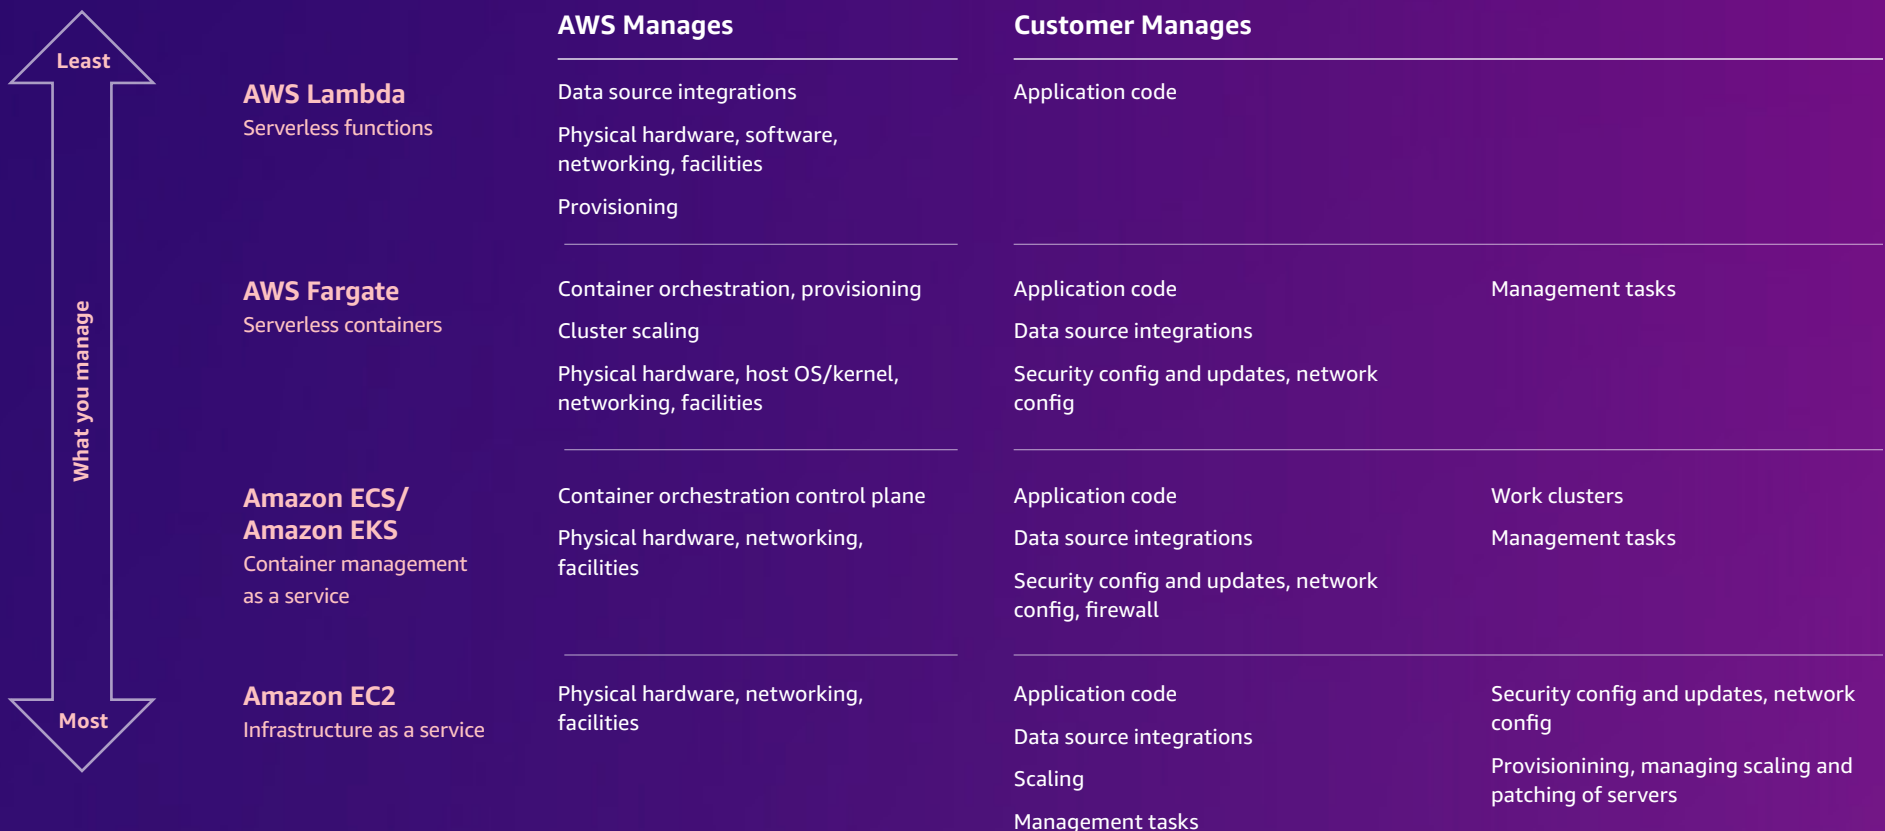 AWS Manages
Customer Manages
Least
What you manage
Most
AWS Lambda
Serverless functions
Data source integrations
Physical hardware, software,
networking, facilities
Provisioning
Application code
AWS Fargate
Serverless containers
Container orchestration, provisioning
Cluster scaling
Physical hardware, host OS/kernel,
networking, facilities
Application code
Data source integrations
Security config and updates, network
config
Management tasks
Amazon ECS/
Amazon EKS
Container management
as a service
Container orchestration control plane
Physical hardware, networking,
facilities
Application code
Data source integrations
Security config and updates, network
config, firewall
Work clusters
Management tasks
Amazon EC2
Infrastructure as a service
Physical hardware, networking,
facilities
Application code
Data source integrations
Scaling
Management tasks
Security config and updates, network
config
Provisionining, managing scaling and
patching of servers